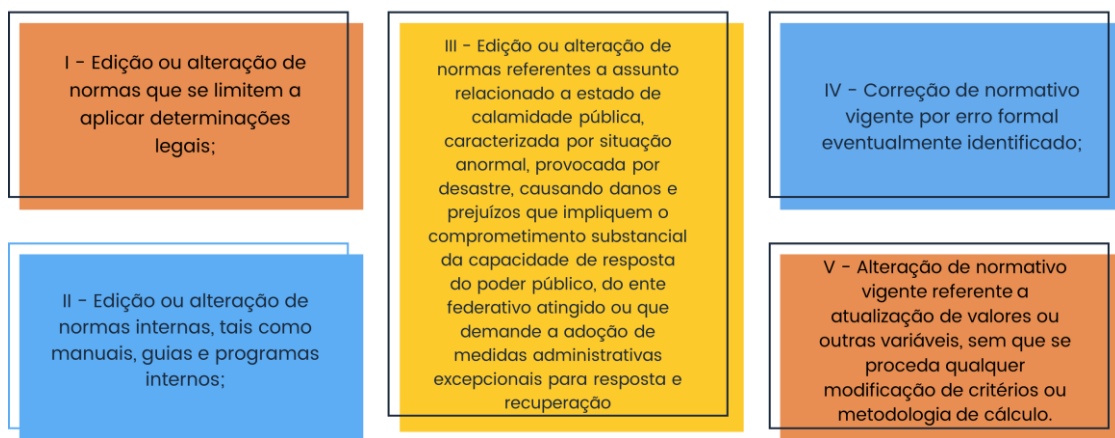 I - Edição ou alteração de
normas que se limitem a
aplicar determinações
legais;
II - Edição ou alteração de
normas internas, tais como
manuais, guias e programas
internos;
III - Edição ou alteração de
normas referentes a assunto
relacionado a estado de
calamidade pública,
caracterizada por situação
anormal, provocada por
desastre, causando danos e
prejuízos que impliquem o
comprometimento substancial
da capacidade de resposta
do poder público, do ente
federativo atingido ou que
demande a adoção de
medidas administrativas
excepcionais para resposta e
recuperação
IV - Correção de normativo
vigente por erro formal
eventualmente identificado;
V - Alteração de normativo
vigente referente a
atualização de valores ou
outras variáveis, sem que se
proceda qualquer
modificação de critérios ou
metodologia de cálculo.